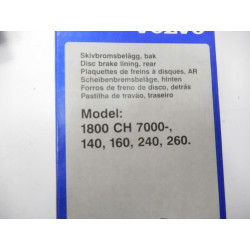 VOLVO
Skivbromsbelägg, bak
Disc brake lining, rear
Plaquettes de freins à disques, AR
Scheibenbremsbeläge, hinten
Forros de freno de disco, detrás
Pastilha de travão, traseiro
Model:
1800 CH 7000-,
140, 160, 240, 260.